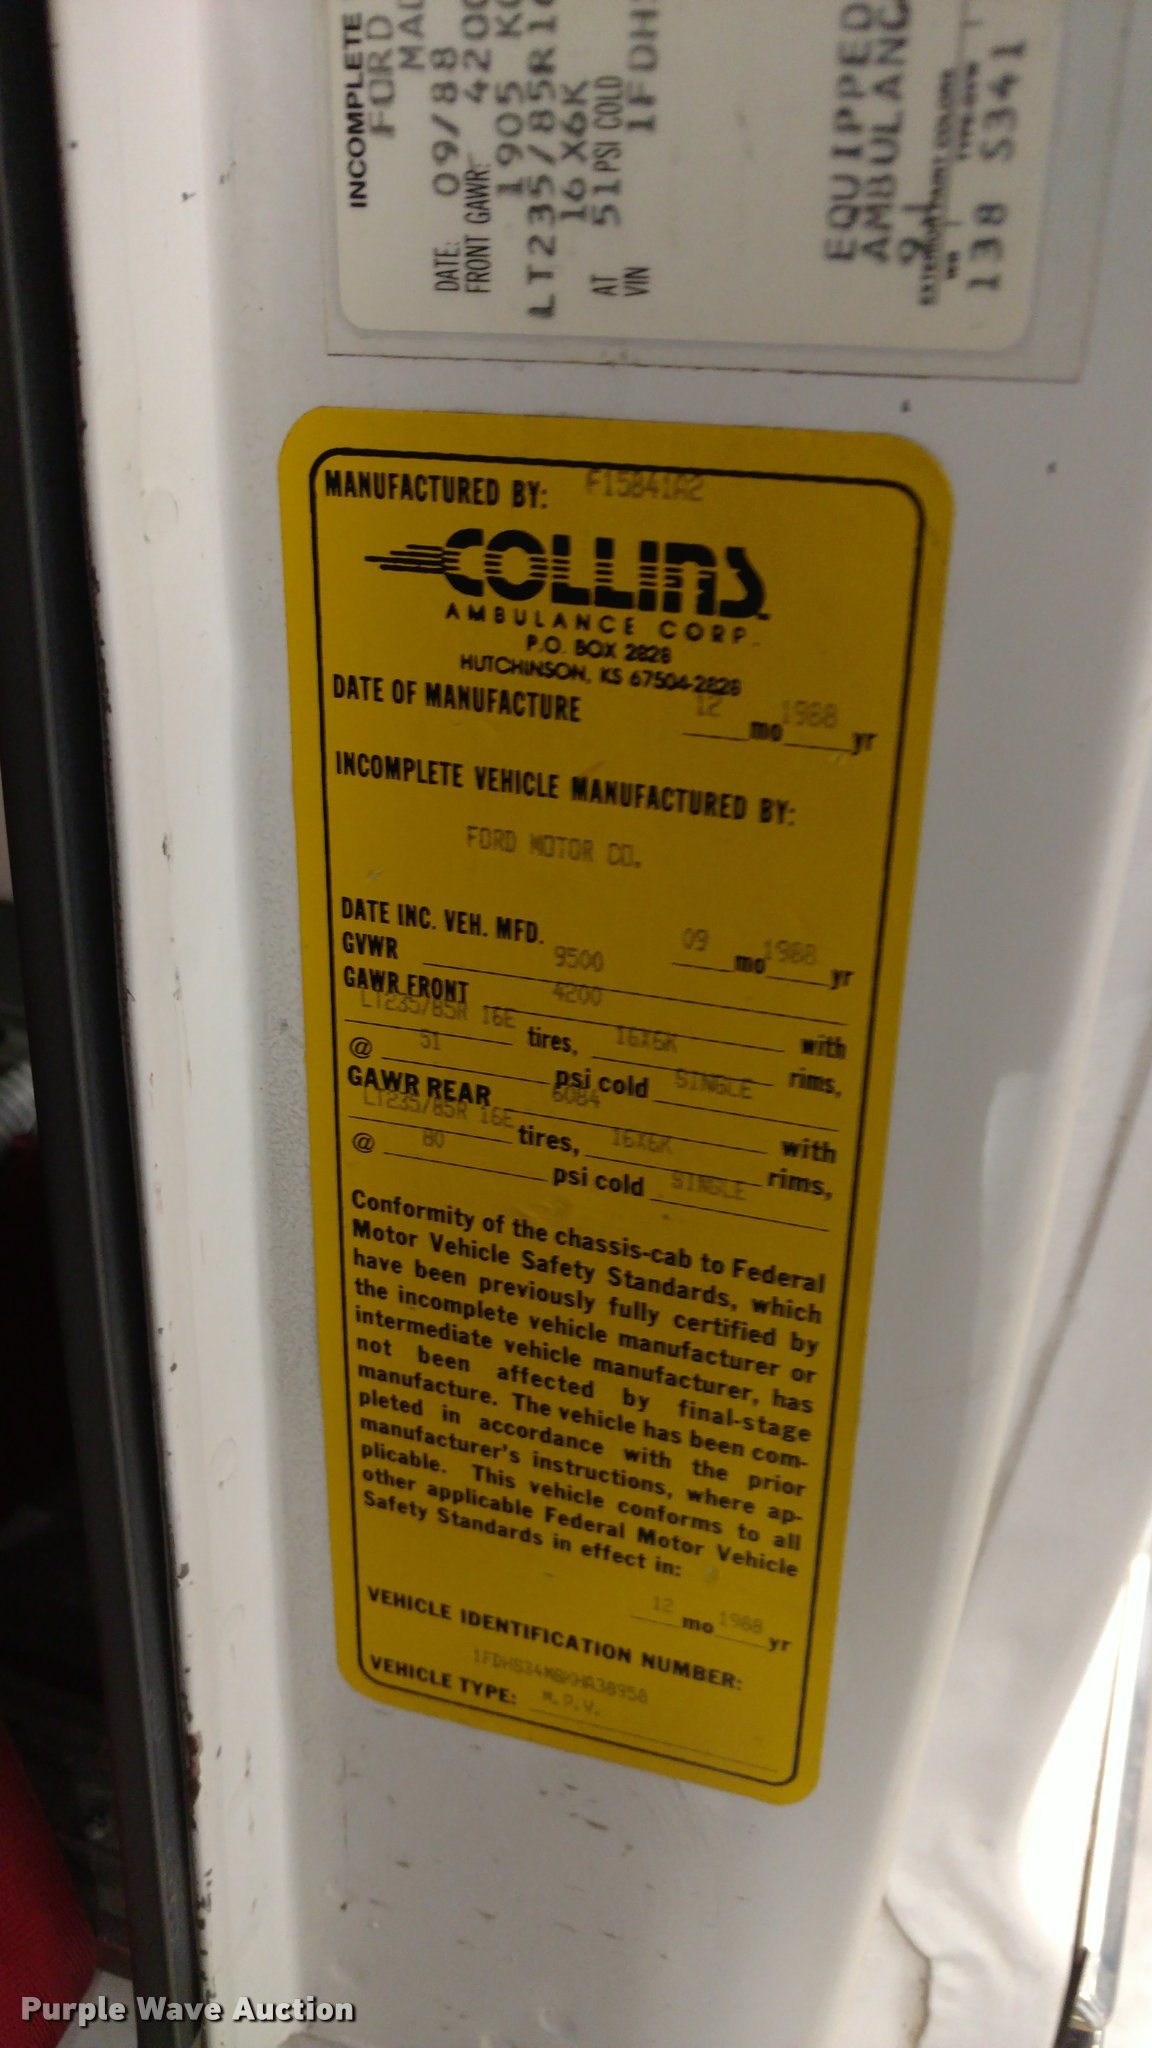 INCOMPLETE
FORD
MAD
DATE: 09/88
FRONT GAWR: 4200
1905 KG
LT235/85R16
16X6K
AT 51 PSI COLD
VIN 1FDH
EQUIPPED
AMBULANC
91
138 S341
MANUFACTURED BY: F15841A2
COLLINS
AMBULANCE CORP.
P.O. BOX 2828
HUTCHINSON, KS 67504-2828
DATE OF MANUFACTURE 12 mo 1988 yr
INCOMPLETE VEHICLE MANUFACTURED BY:
FORD MOTOR CO.
DATE INC. VEH. MFD. 09 mo 1988 yr
GVWR 9500
GAWR FRONT 4200 with
LT235/85R 16E tires, 16X6K rims,
@ 51 psi cold SINGLE
GAWR REAR 6084 with
LT235/85R 16E tires, 16X6K rims,
@ 80 psi cold SINGLE
Conformity of the chassis-cab to Federal
Motor Vehicle Safety Standards, which
have been previously fully certified by
the incomplete vehicle manufacturer or
intermediate vehicle manufacturer, has
not been affected by final-stage
manufacture. The vehicle has been com-
pleted in accordance with the prior
manufacturer's instructions, where ap-
plicable. This vehicle conforms to all
other applicable Federal Motor Vehicle
Safety Standards in effect in:
12 mo 1988 yr
VEHICLE IDENTIFICATION NUMBER:
1FDHS34M8KHA38958
VEHICLE TYPE: M.P.V.
Purple Wave Auction